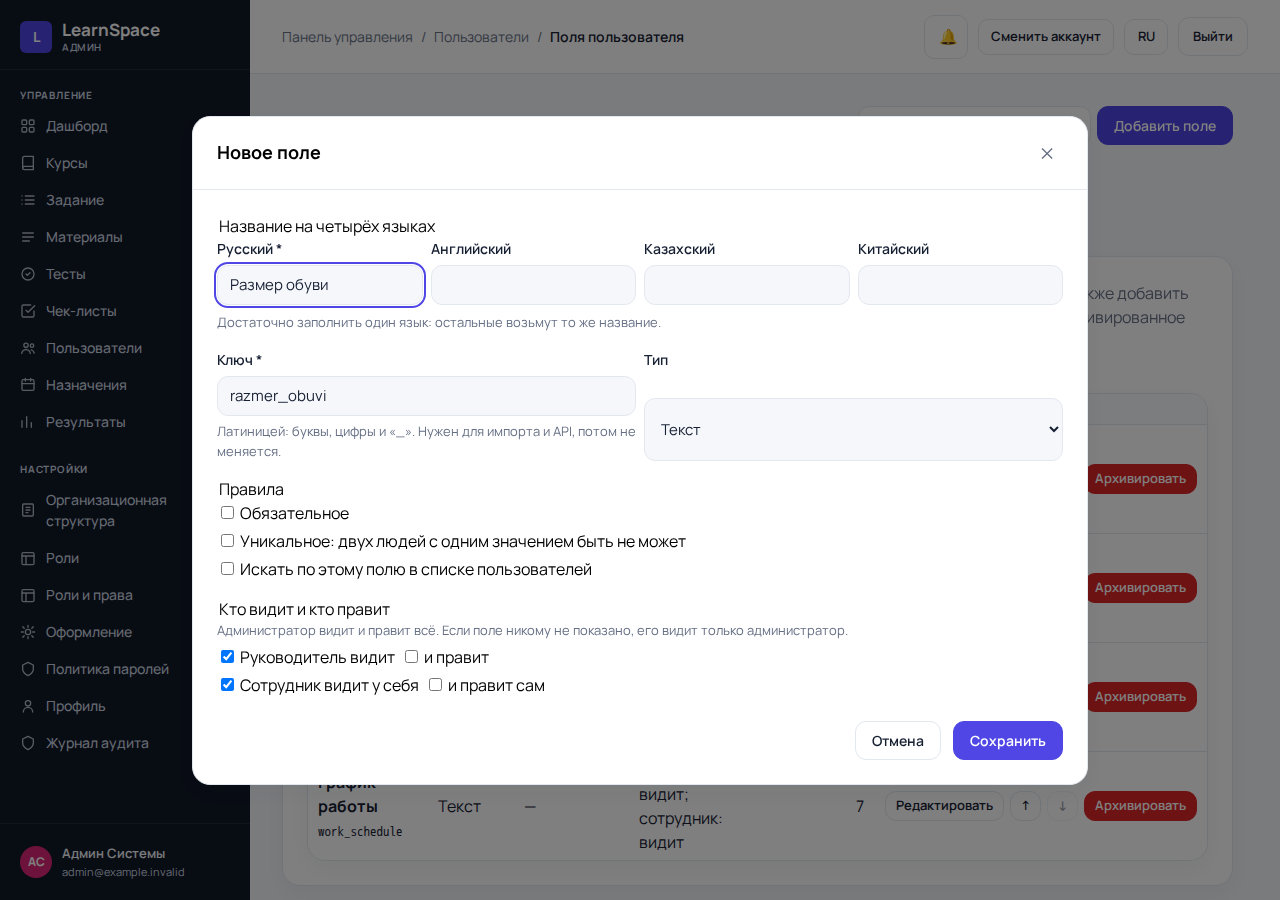 L
LearnSpace
АДМИН
Панель управления / Пользователи / Поля пользователя
Сменить аккаунт
RU
Выйти
УПРАВЛЕНИЕ
Дашборд
Курсы
Задание
Материалы
Тесты
Чек-листы
Пользователи
Назначения
Результаты
НАСТРОЙКИ
Организационная
структура
Роли
Роли и права
Оформление
Политика паролей
Профиль
Журнал аудита
АС
Админ Системы
admin@example.invalid
Добавить поле
Новое поле
Название на четырёх языках
Русский *
Английский
Казахский
Китайский
Размер обуви
Достаточно заполнить один язык: остальные возьмут то же название.
Ключ *
Тип
razmer_obuvi
Текст
Латиницей: буквы, цифры и «_». Нужен для импорта и API, потом не
меняется.
Правила
Обязательное
Уникальное: двух людей с одним значением быть не может
Искать по этому полю в списке пользователей
Кто видит и кто правит
Администратор видит и правит всё. Если поле никому не показано, его видит только администратор.
Руководитель видит
и правит
Сотрудник видит у себя
и правит сам
Отмена
Сохранить
добавить
Архивировать
Архивировать
Архивировать
График
работы
work_schedule
Текст
—
видит;
сотрудник:
видит
7
Редактировать
↑
↓
Архивировать